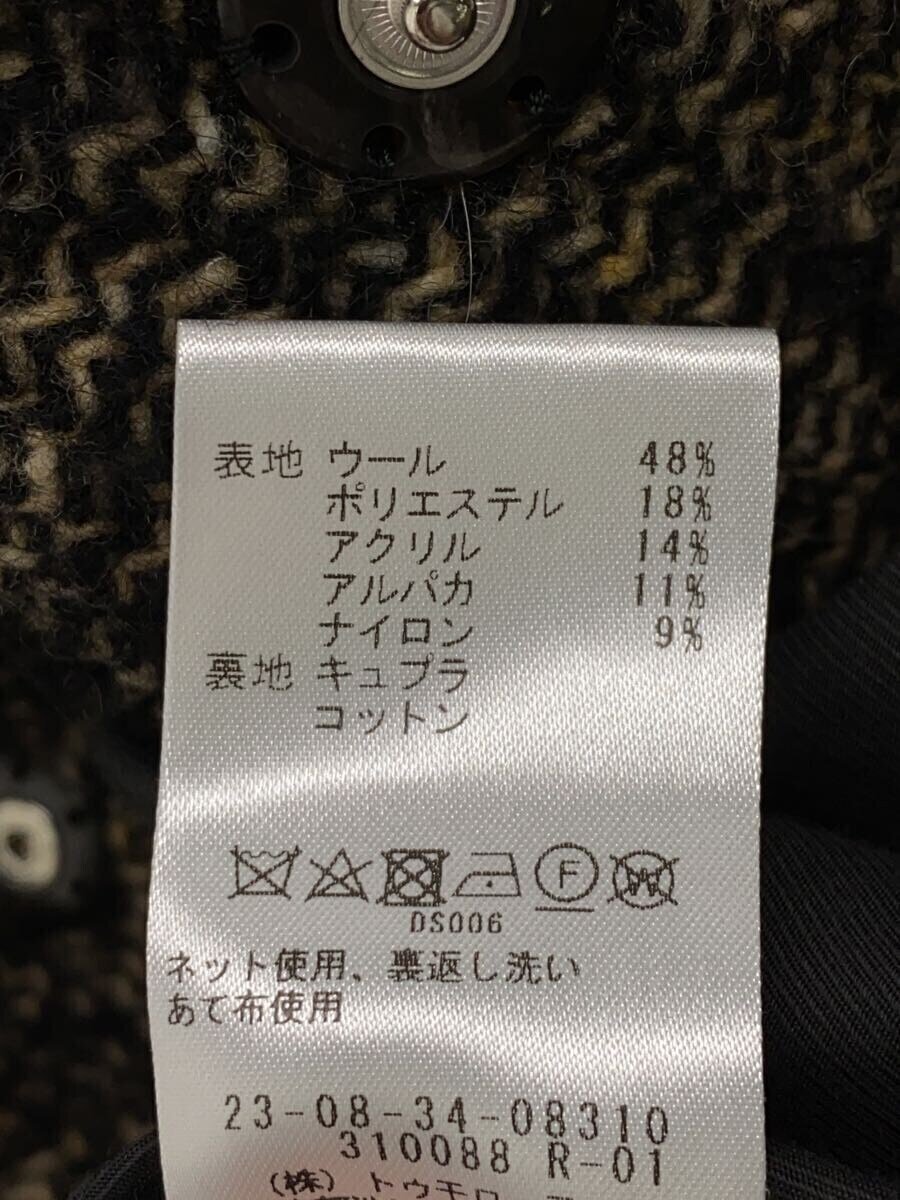 表地 ウール 48%
ポリエステル 18%
アクリル 14%
アルパカ 11%
ナイロン 9%
裏地 キュプラ
コットン
F
W
DS006
ネット使用、裏返し洗い
あて布使用
23-08-34-08310
310088 R-01
(株) トゥモロー